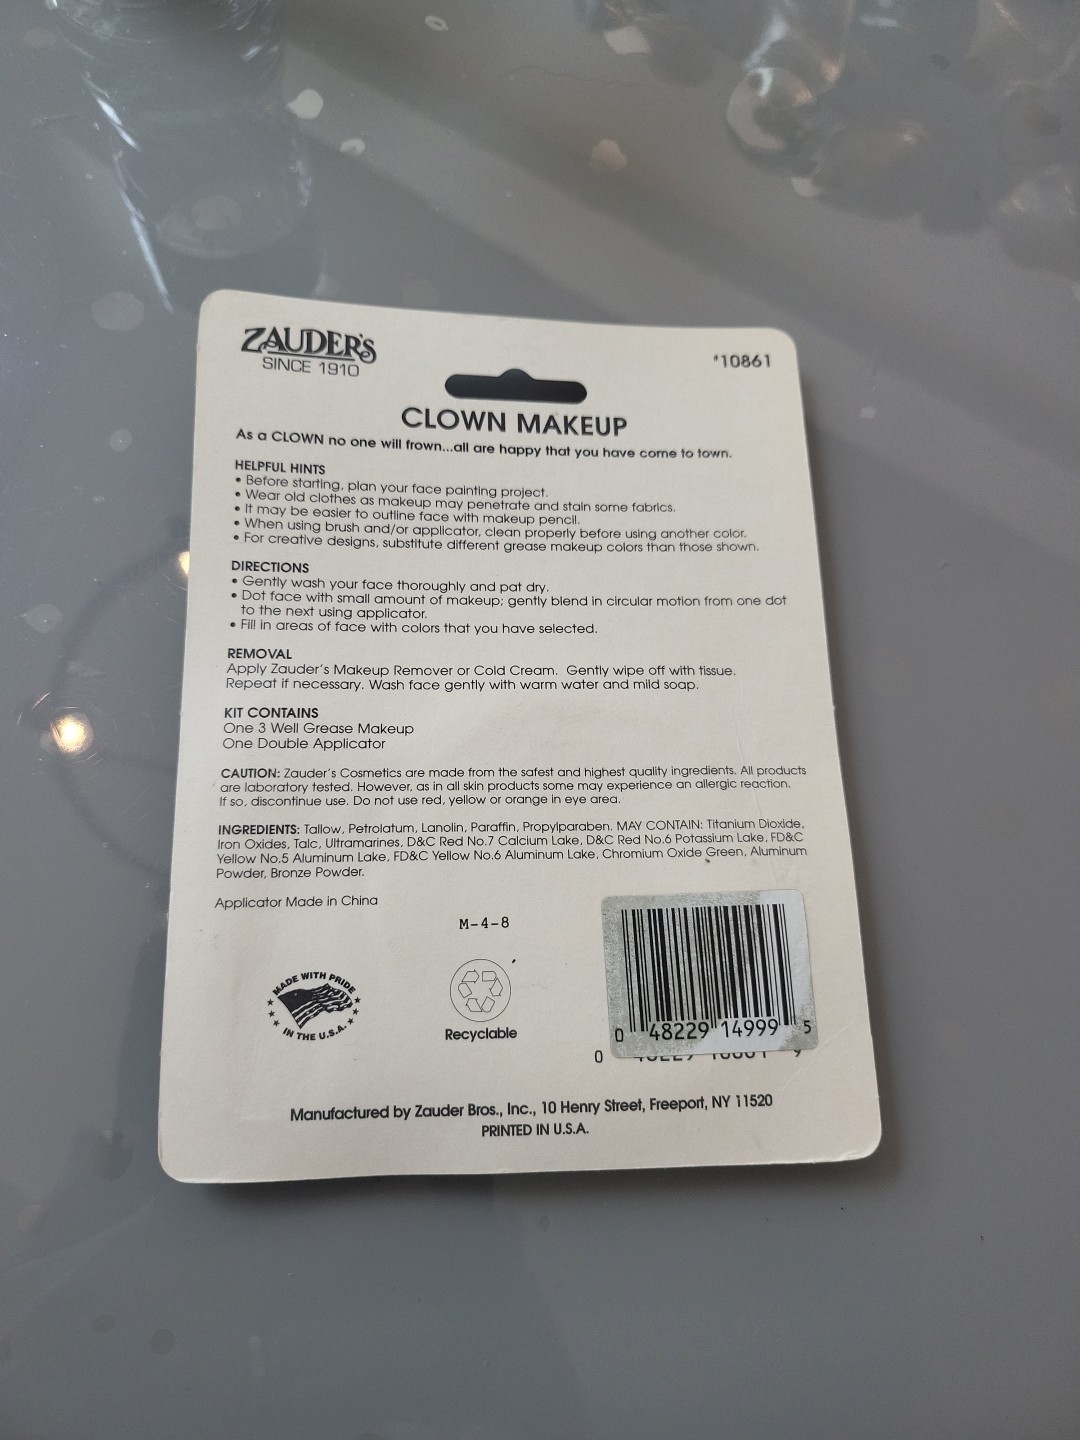 ZAUDER'S
SINCE 1910
#10861
CLOWN MAKEUP
As a CLOWN no one will frown...all are happy that you have come to town.
HELPFUL HINTS
• Before starting, plan your face painting project.
• Wear old clothes as makeup may penetrate and stain some fabrics.
• It may be easier to outline face with makeup pencil.
• When using brush and/or applicator, clean properly before using another color.
• For creative designs, substitute different grease makeup colors than those shown.
DIRECTIONS
• Gently wash your face thoroughly and pat dry.
• Dot face with small amount of makeup; gently blend in circular motion from one dot
to the next using applicator.
• Fill in areas of face with colors that you have selected.
REMOVAL
Apply Zauder's Makeup Remover or Cold Cream. Gently wipe off with tissue.
Repeat if necessary. Wash face gently with warm water and mild soap.
KIT CONTAINS
One 3 Well Grease Makeup
One Double Applicator
CAUTION: Zauder's Cosmetics are made from the safest and highest quality ingredients. All products
are laboratory tested. However, as in all skin products some may experience an allergic reaction.
If so, discontinue use. Do not use red, yellow or orange in eye area.
INGREDIENTS: Tallow, Petrolatum, Lanolin, Paraffin, Propylparaben. MAY CONTAIN: Titanium Dioxide,
Iron Oxides, Talc, Ultramarines, D&C Red No.7 Calcium Lake, D&C Red No.6 Potassium Lake, FD&C
Yellow No.5 Aluminum Lake, FD&C Yellow No.6 Aluminum Lake, Chromium Oxide Green, Aluminum
Powder, Bronze Powder.
Applicator Made in China
M-4-8
MADE WITH PRIDE
IN THE U.S.A.
Recyclable
0 48229 14999 5
0
Manufactured by Zauder Bros., Inc., 10 Henry Street, Freeport, NY 11520
PRINTED IN U.S.A.